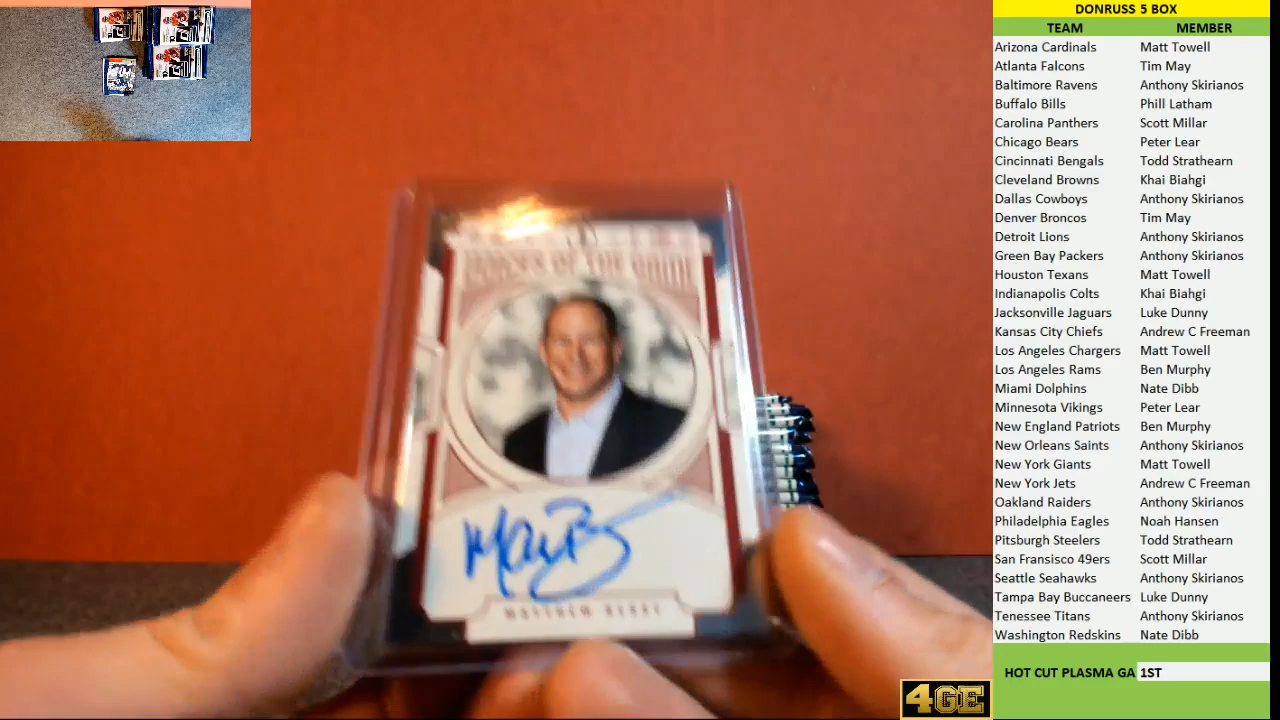 DONRUSS 5 BOX
TEAM MEMBER
Arizona Cardinals Matt Towell
Atlanta Falcons Tim May
Baltimore Ravens Anthony Skirianos
Buffalo Bills Phill Latham
Carolina Panthers Scott Millar
Chicago Bears Peter Lear
Cincinnati Bengals Todd Strathearn
Cleveland Browns Khai Biahgi
Dallas Cowboys Anthony Skirianos
Denver Broncos Tim May
Detroit Lions Anthony Skirianos
Green Bay Packers Anthony Skirianos
Houston Texans Matt Towell
Indianapolis Colts Khai Biahgi
Jacksonville Jaguars Luke Dunny
Kansas City Chiefs Andrew C Freeman
Los Angeles Chargers Matt Towell
Los Angeles Rams Ben Murphy
Miami Dolphins Nate Dibb
Minnesota Vikings Peter Lear
New England Patriots Ben Murphy
New Orleans Saints Anthony Skirianos
New York Giants Matt Towell
New York Jets Andrew C Freeman
Oakland Raiders Anthony Skirianos
Philadelphia Eagles Noah Hansen
Pitsburgh Steelers Todd Strathearn
San Fransisco 49ers Scott Millar
Seattle Seahawks Anthony Skirianos
Tampa Bay Buccaneers Luke Dunny
Tenessee Titans Anthony Skirianos
Washington Redskins Nate Dibb
HOT CUT PLASMA GA 1ST
4GE
OF THE
MATTHEW BERRY